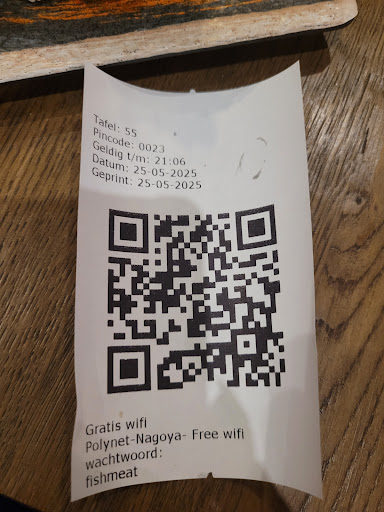 Tafel: 55
Pincode: 0023
Geldig t/m: 21:06
Datum: 25-05-2025
Geprint: 25-05-2025
Gratis wifi
Polynet-Nagoya- Free wifi
wachtwoord:
fishmeat